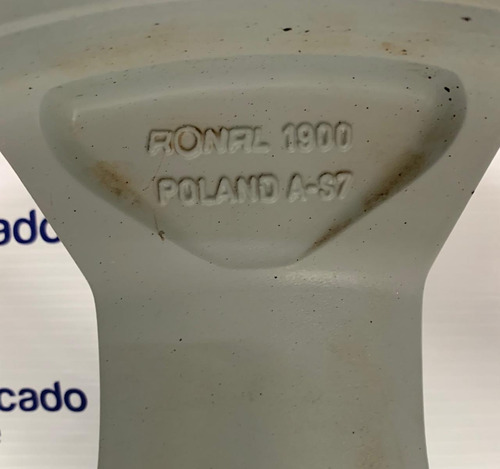 RONAL 1900
POLAND A-S7
ado
cado
e